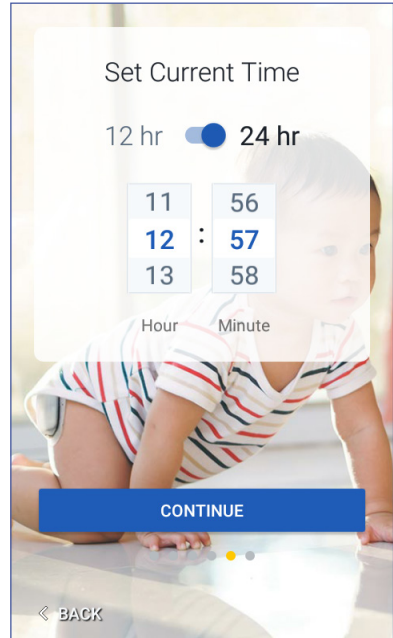 Set Current Time
12 hr 24 hr
11 56
12 : 57
13 58
Hour Minute
CONTINUE
BACK